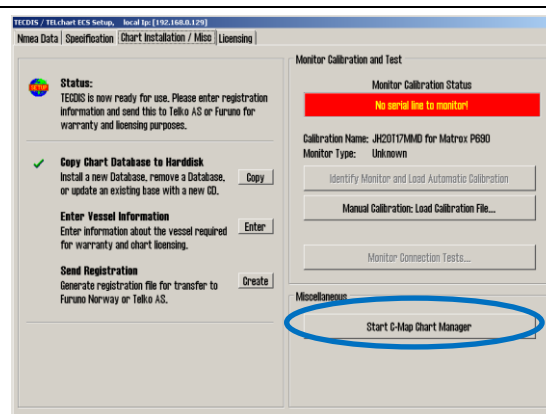 TECDIS / TELchart ECS Setup, local Ip: [192.168.0.129]
Nmea Data
Specification
Chart Installation / Misc
Licensing
Status:
TECDIS is now ready for use. Please enter registration
information and send this to Telko AS or Furuno for
warranty and licensing purposes.
Copy Chart Database to Harddisk
Install a new Database, remove a Database,
or update an existing base with a new CD.
Copy
Enter Vessel Information
Enter information about the vessel required
for warranty and chart licensing.
Enter
Send Registration
Generate registration file for transfer to
Furuno Norway or Telko AS.
Create
Monitor Calibration and Test
Monitor Calibration Status
No serial line to monitor!
Calibration Name: JH20T17MMD for Matrox P690
Monitor Type: Unknown
Identify Monitor and Load Automatic Calibration
Manual Calibration: Load Calibration File...
Monitor Connection Tests...
Miscellaneous
Start C-Map Chart Manager